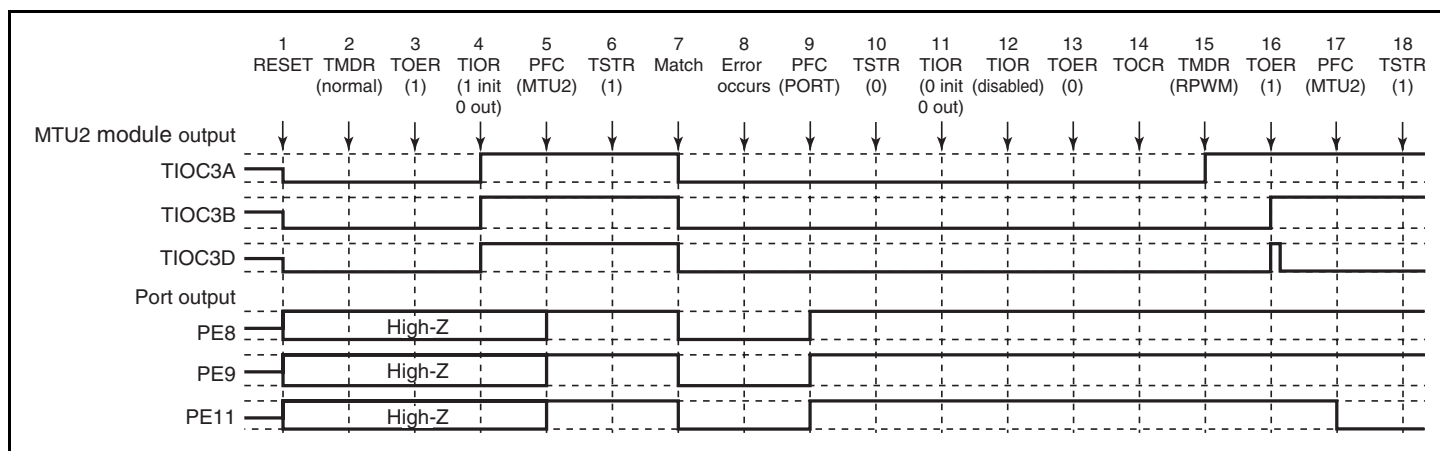 1 2 3 4 5 6 7 8 9 10 11 12 13 14 15 16 17 18
RESET TMDR TOER TIOR PFC TSTR Match Error PFC TSTR TIOR TIOR TOER TOCR TMDR TOER PFC TSTR
(normal) (1) (1 init (MTU2) (1) occurs (PORT) (0) (0 init (disabled) (0) (RPWM) (1) (MTU2) (1)
0 out) 0 out)
MTU2 module output
TIOC3A
TIOC3B
TIOC3D
Port output
PE8 High-Z
PE9 High-Z
PE11 High-Z